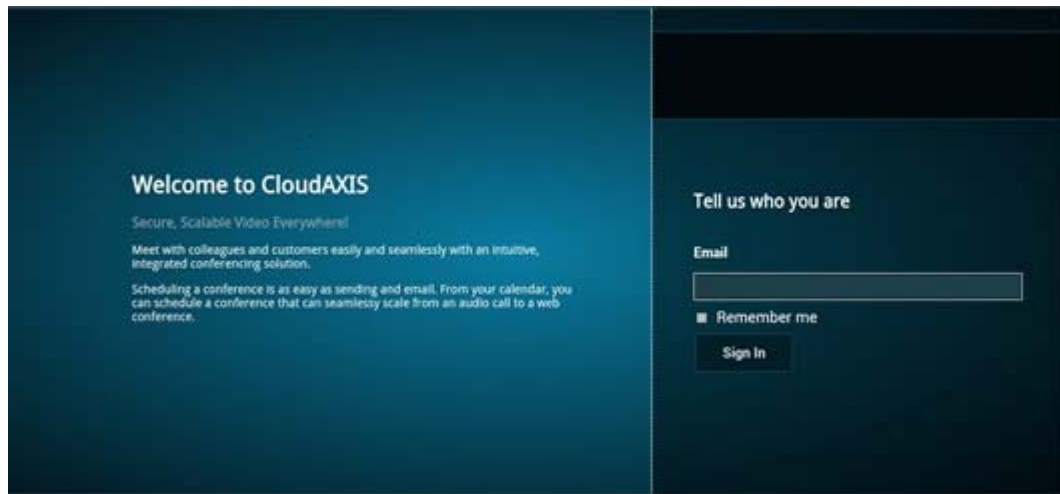 Welcome to CloudAXIS
Secure, Scalable Video Everywhere!
Meet with colleagues and customers easily and seamlessly with an intuitive,
integrated conferencing solution.
Scheduling a conference is as easy as sending and email. From your calendar, you
can schedule a conference that can seamlessy scale from an audio call to a web
conference.
Tell us who you are
Email
Remember me
Sign In